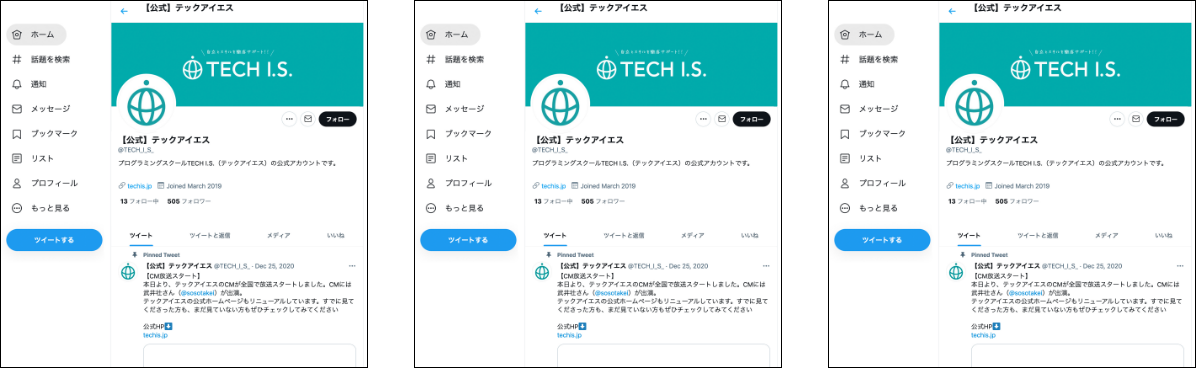 【公式】テックアイエス
ホーム
話題を検索
通知
メッセージ
ブックマーク
リスト
プロフィール
もっと見る
ツイートする
TECH I.S.
フォロー
【公式】テックアイエス
@TECH_I.S_
プログラミングスクールTECH I.S.（テックアイエス）の公式アカウントです。
techis.jp Joined March 2019
13 フォロー中 505 フォロワー
ツイート ツイートと返信 メディア いいね
Pinned Tweet
【公式】テックアイエス @TECH_I.S_ · Dec 25, 2020
【CM放送スタート】
本日より、テックアイエスのCMが全国で放送スタートしました。CMには
武井壮さん（@sosotakei）が出演。
テックアイエスの公式ホームページもリニューアルしています。すでに見て
くださった方も、まだ見ていない方もぜひチェックしてみてください
公式HP⬇
techis.jp
【公式】テックアイエス
ホーム
話題を検索
通知
メッセージ
ブックマーク
リスト
プロフィール
もっと見る
ツイートする
TECH I.S.
フォロー
【公式】テックアイエス
@TECH_I.S_
プログラミングスクールTECH I.S.（テックアイエス）の公式アカウントです。
techis.jp Joined March 2019
13 フォロー中 505 フォロワー
ツイート ツイートと返信 メディア いいね
Pinned Tweet
【公式】テックアイエス @TECH_I.S_ · Dec 25, 2020
【CM放送スタート】
本日より、テックアイエスのCMが全国で放送スタートしました。CMには
武井壮さん（@sosotakei）が出演。
テックアイエスの公式ホームページもリニューアルしています。すでに見て
くださった方も、まだ見ていない方もぜひチェックしてみてください
公式HP⬇
techis.jp
【公式】テックアイエス
ホーム
話題を検索
通知
メッセージ
ブックマーク
リスト
プロフィール
もっと見る
ツイートする
TECH I.S.
フォロー
【公式】テックアイエス
@TECH_I.S_
プログラミングスクールTECH I.S.（テックアイエス）の公式アカウントです。
techis.jp Joined March 2019
13 フォロー中 505 フォロワー
ツイート ツイートと返信 メディア いいね
Pinned Tweet
【公式】テックアイエス @TECH_I.S_ · Dec 25, 2020
【CM放送スタート】
本日より、テックアイエスのCMが全国で放送スタートしました。CMには
武井壮さん（@sosotakei）が出演。
テックアイエスの公式ホームページもリニューアルしています。すでに見て
くださった方も、まだ見ていない方もぜひチェックしてみてください
公式HP⬇
techis.jp